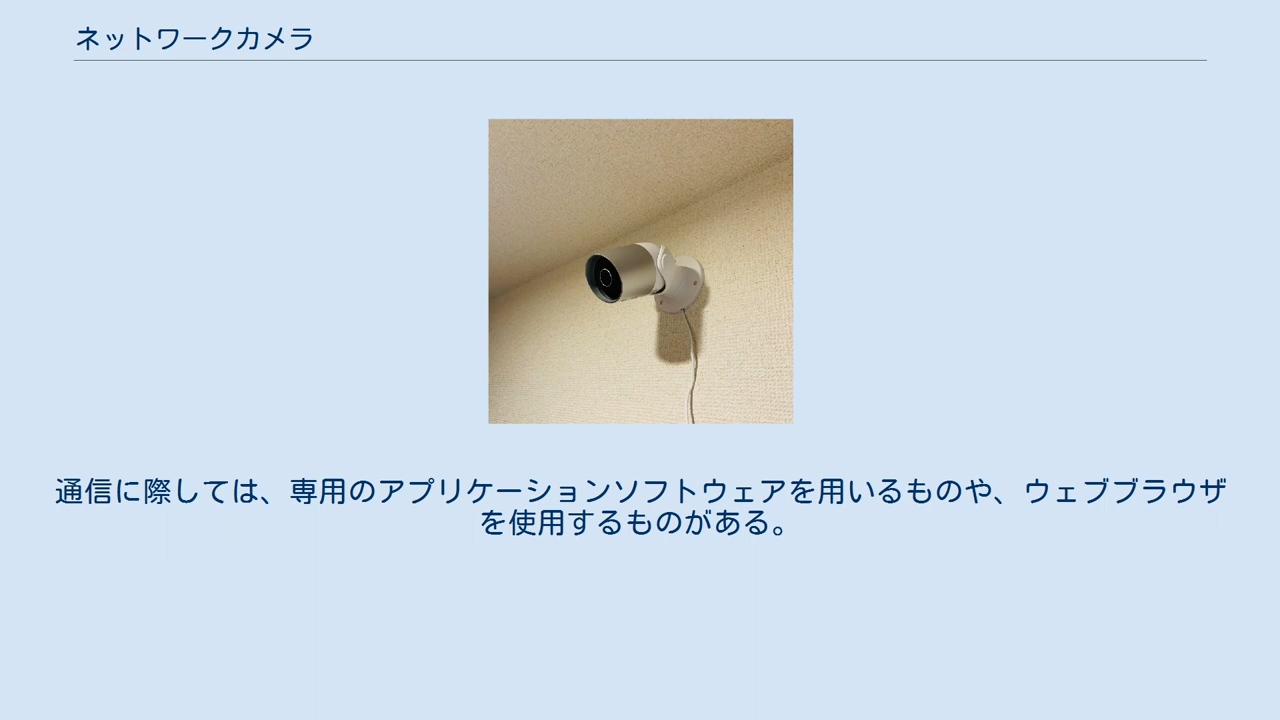 ネットワークカメラ
通信に際しては、専用のアプリケーションソフトウェアを用いるものや、ウェブブラウザ
を使用するものがある。